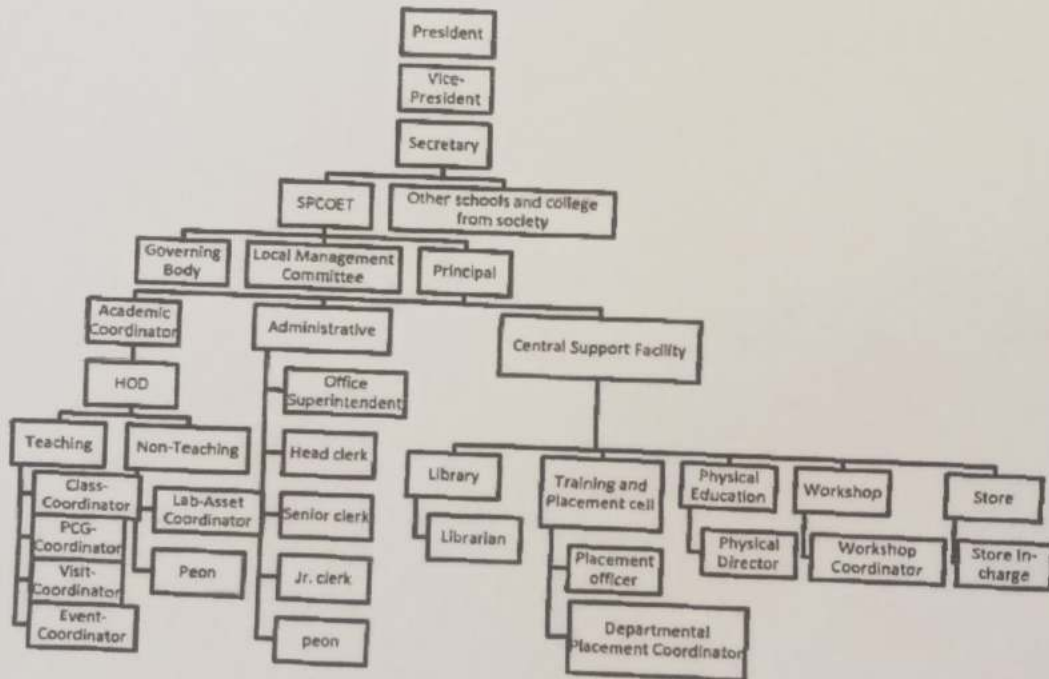 President
Vice-
President
Secretary
SPCOET
Other schools and college
from society
Governing
Body
Local Management
Committee
Principal
Academic
Coordinator
Administrative
Central Support Facility
HOD
Office
Superintendent
Teaching
Non-Teaching
Head clerk
Library
Training and
Placement cell
Physical
Education
Workshop
Store
Class-
Coordinator
Lab-Asset
Coordinator
Senior clerk
Librarian
PCG-
Coordinator
Placement
officer
Physical
Director
Workshop
Coordinator
Store In-
charge
Visit-
Coordinator
Peon
Jr. clerk
Event-
Coordinator
peon
Departmental
Placement Coordinator